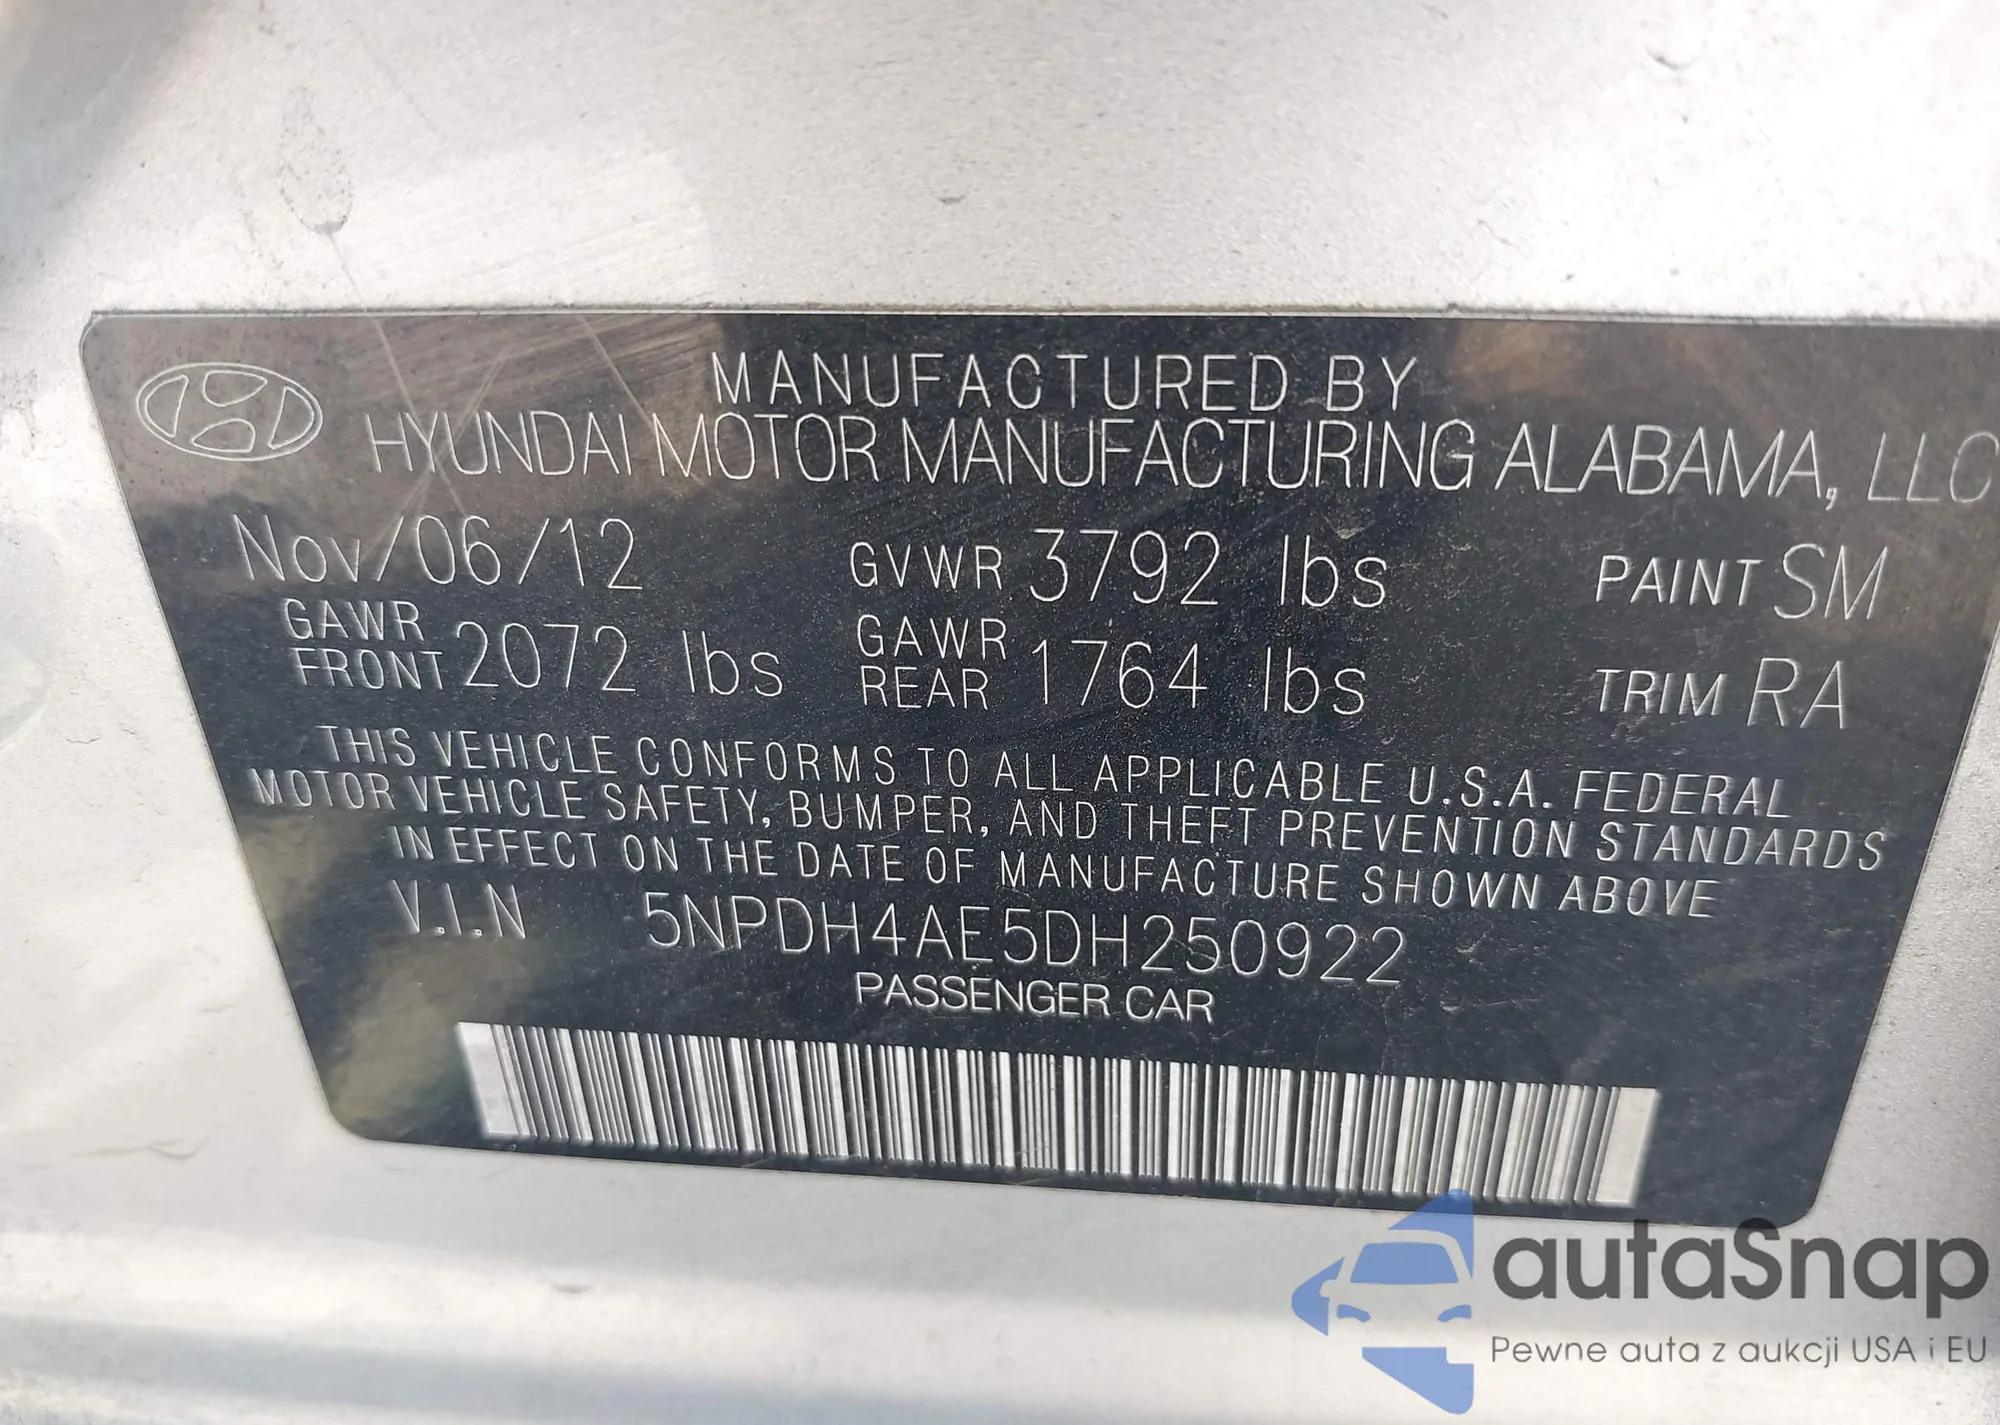 MANUFACTURED BY
HYUNDAI MOTOR MANUFACTURING ALABAMA, LLC
Nov/06/12 GVWR 3792 lbs PAINT SM
GAWR FRONT 2072 lbs GAWR REAR 1764 lbs TRIM RA
THIS VEHICLE CONFORMS TO ALL APPLICABLE U.S.A. FEDERAL
MOTOR VEHICLE SAFETY, BUMPER, AND THEFT PREVENTION STANDARDS
IN EFFECT ON THE DATE OF MANUFACTURE SHOWN ABOVE
V.I.N 5NPDH4AE5DH250922
PASSENGER CAR
autaSnap
Pewne auta z aukcji USA i EU